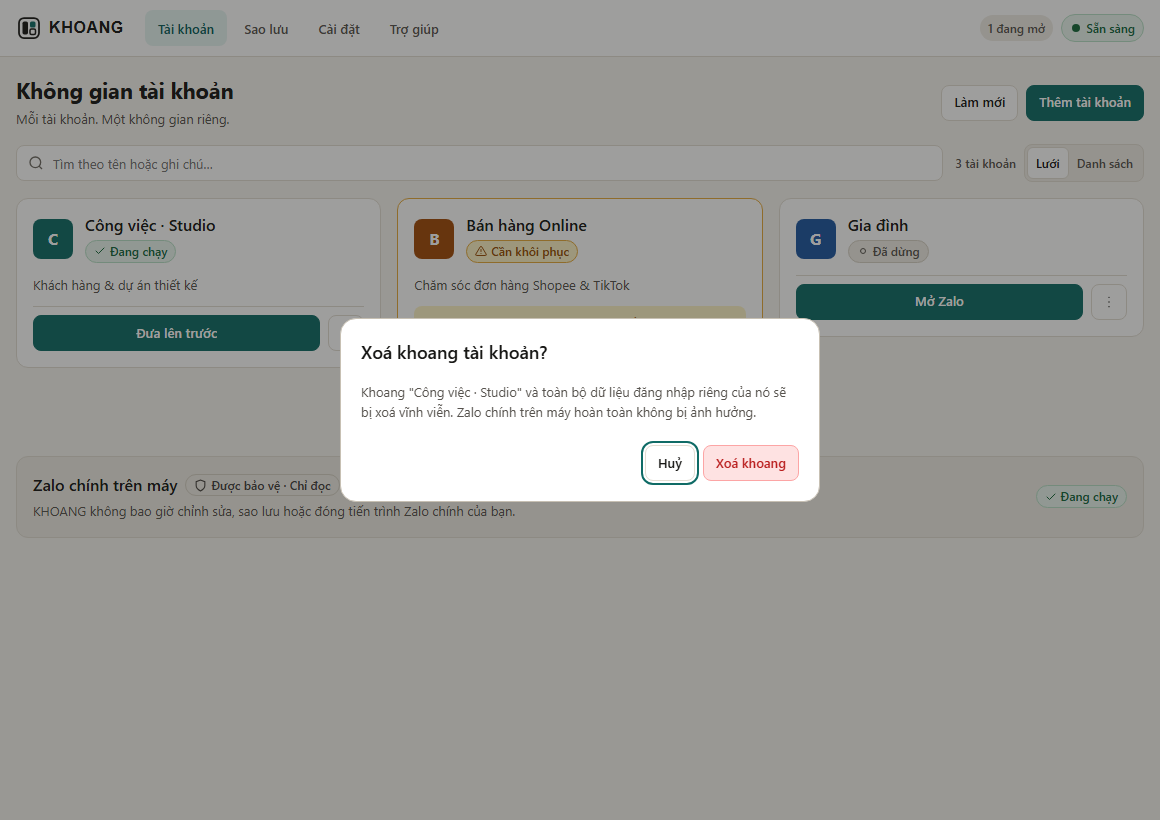 KHOANG
Tài khoản
Sao lưu
Cài đặt
Trợ giúp
1 đang mở
Sẵn sàng
Không gian tài khoản
Mỗi tài khoản. Một không gian riêng.
Làm mới
Thêm tài khoản
Tìm theo tên hoặc ghi chú...
3 tài khoản
Lưới
Danh sách
C
Công việc · Studio
Đang chạy
Khách hàng & dự án thiết kế
Đưa lên trước
B
Bán hàng Online
Cần khôi phục
Chăm sóc đơn hàng Shopee & TikTok
G
Gia đình
Đã dừng
Mở Zalo
Xoá khoang tài khoản?
Khoang "Công việc · Studio" và toàn bộ dữ liệu đăng nhập riêng của nó sẽ
bị xoá vĩnh viễn. Zalo chính trên máy hoàn toàn không bị ảnh hưởng.
Huỷ
Xoá khoang
Zalo chính trên máy
Được bảo vệ · Chỉ đọc
KHOANG không bao giờ chỉnh sửa, sao lưu hoặc đóng tiến trình Zalo chính của bạn.
Đang chạy